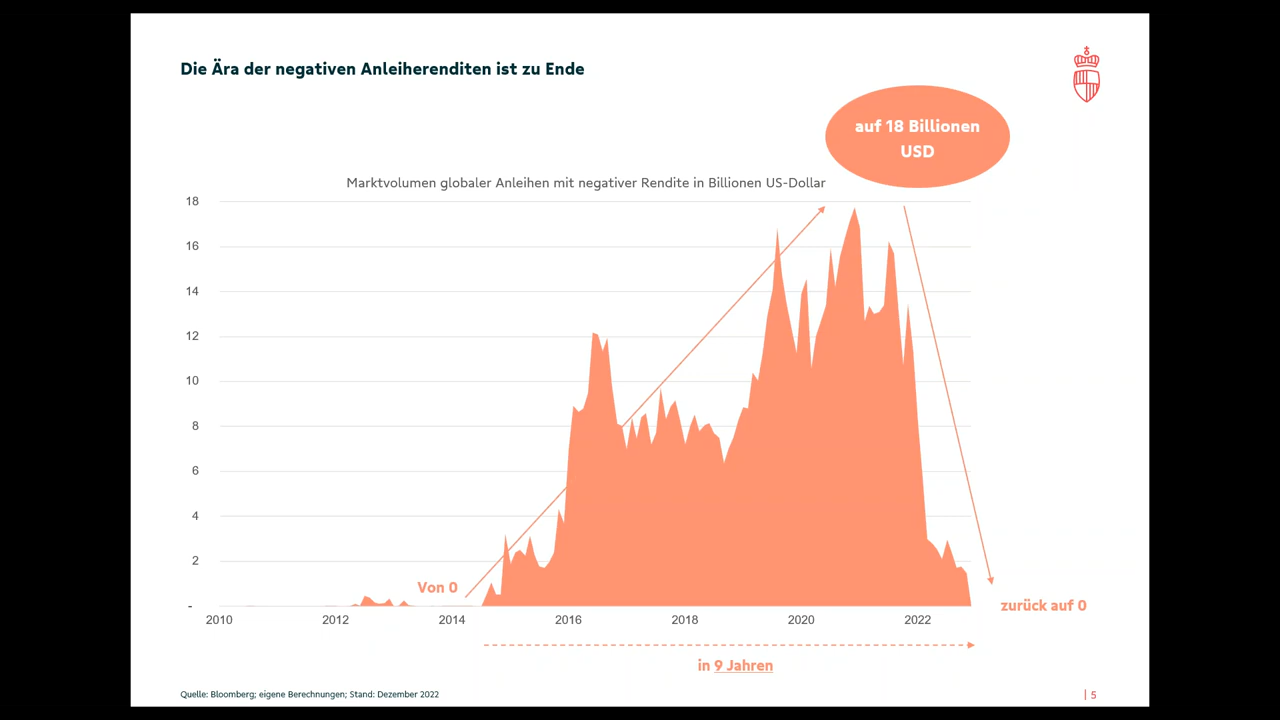 Die Ära der negativen Anleiherenditen ist zu Ende
auf 18 Billionen
USD
Marktvolumen globaler Anleihen mit negativer Rendite in Billionen US-Dollar
18
16
14
12
10
8
6
4
2
-
Von 0
zurück auf 0
2010 2012 2014 2016 2018 2020 2022
in 9 Jahren
Quelle: Bloomberg; eigene Berechnungen; Stand: Dezember 2022
| 5